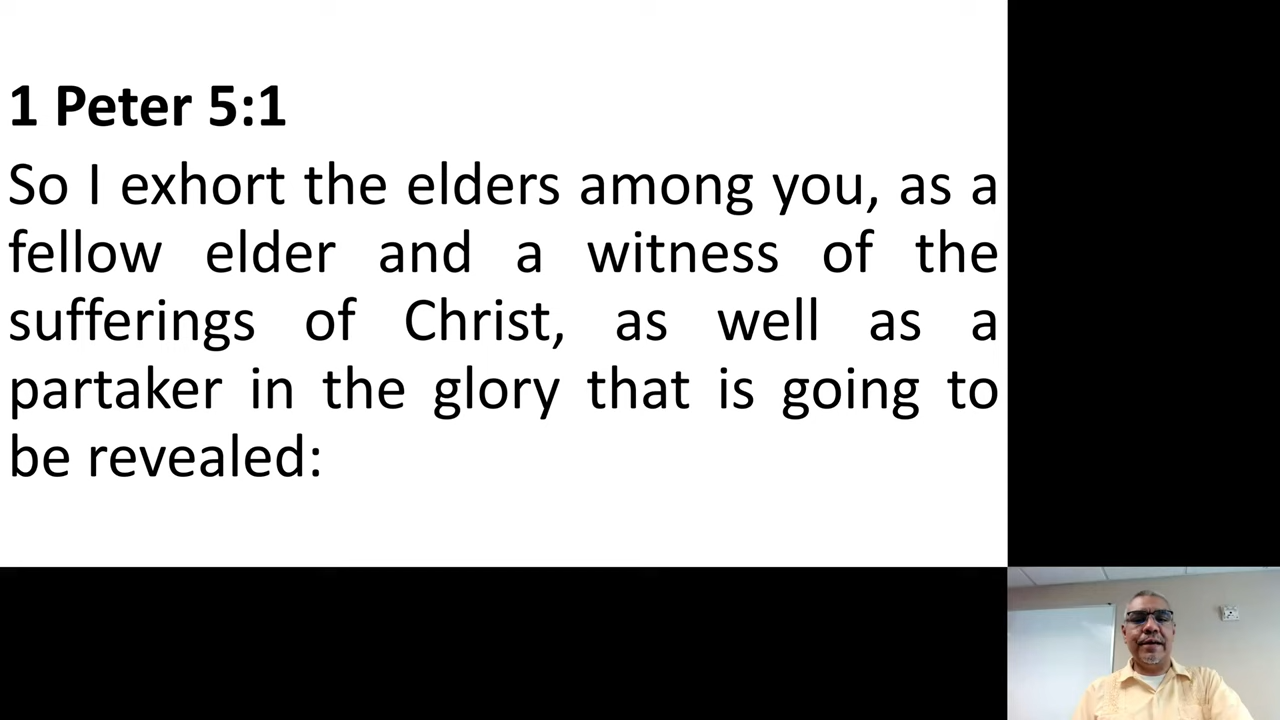 1 Peter 5:1
So I exhort the elders among you, as a
fellow elder and a witness of the
sufferings of Christ, as well as a
partaker in the glory that is going to
be revealed: